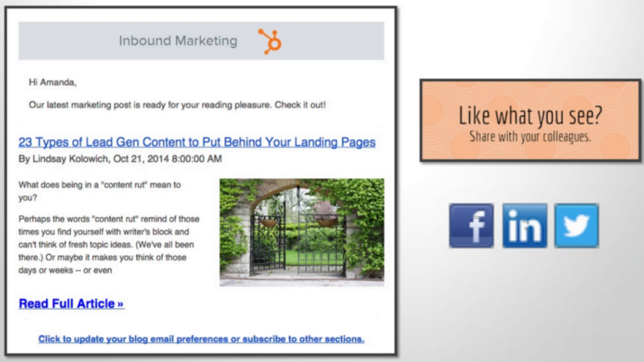 Inbound Marketing
Hi Amanda,
Our latest marketing post is ready for your reading pleasure. Check it out!
23 Types of Lead Gen Content to Put Behind Your Landing Pages
By Lindsay Kolowich, Oct 21, 2014 8:00:00 AM
What does being in a "content rut" mean to
you?
Perhaps the words "content rut" remind of those
times you find yourself with writer's block and
can't think of fresh topic ideas. (We've all been
there.) Or maybe it makes you think of those
days or weeks -- or even
Read Full Article »
Click to update your blog email preferences or subscribe to other sections.
Like what you see?
Share with your colleagues.
f
in